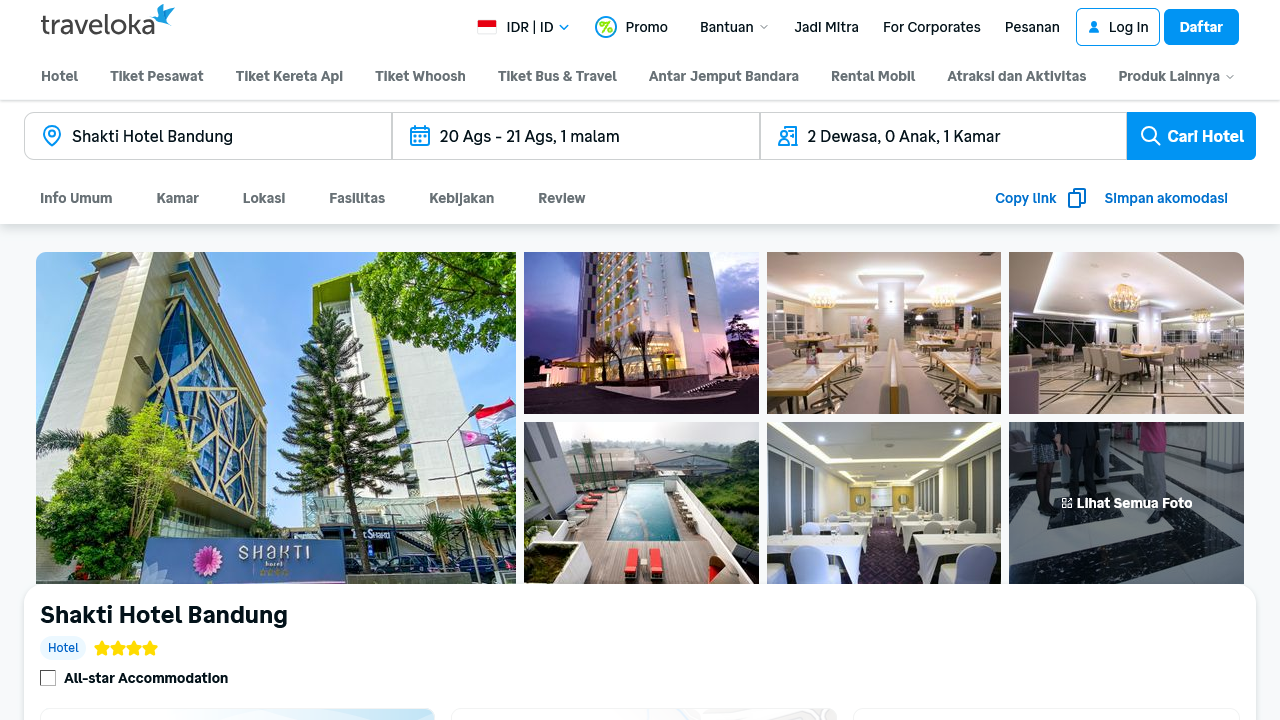 traveloka
IDR | ID
Promo
Bantuan
Jadi Mitra
For Corporates
Pesanan
Log In
Daftar
Hotel
Tiket Pesawat
Tiket Kereta Api
Tiket Whoosh
Tiket Bus & Travel
Antar Jemput Bandara
Rental Mobil
Atraksi dan Aktivitas
Produk Lainnya
Shakti Hotel Bandung
20 Ags - 21 Ags, 1 malam
2 Dewasa, 0 Anak, 1 Kamar
Cari Hotel
Info Umum
Kamar
Lokasi
Fasilitas
Kebijakan
Review
Copy link
Simpan akomodasi
SHAKTI
hotel
Lihat Semua Foto
Shakti Hotel Bandung
Hotel
All-star Accommodation